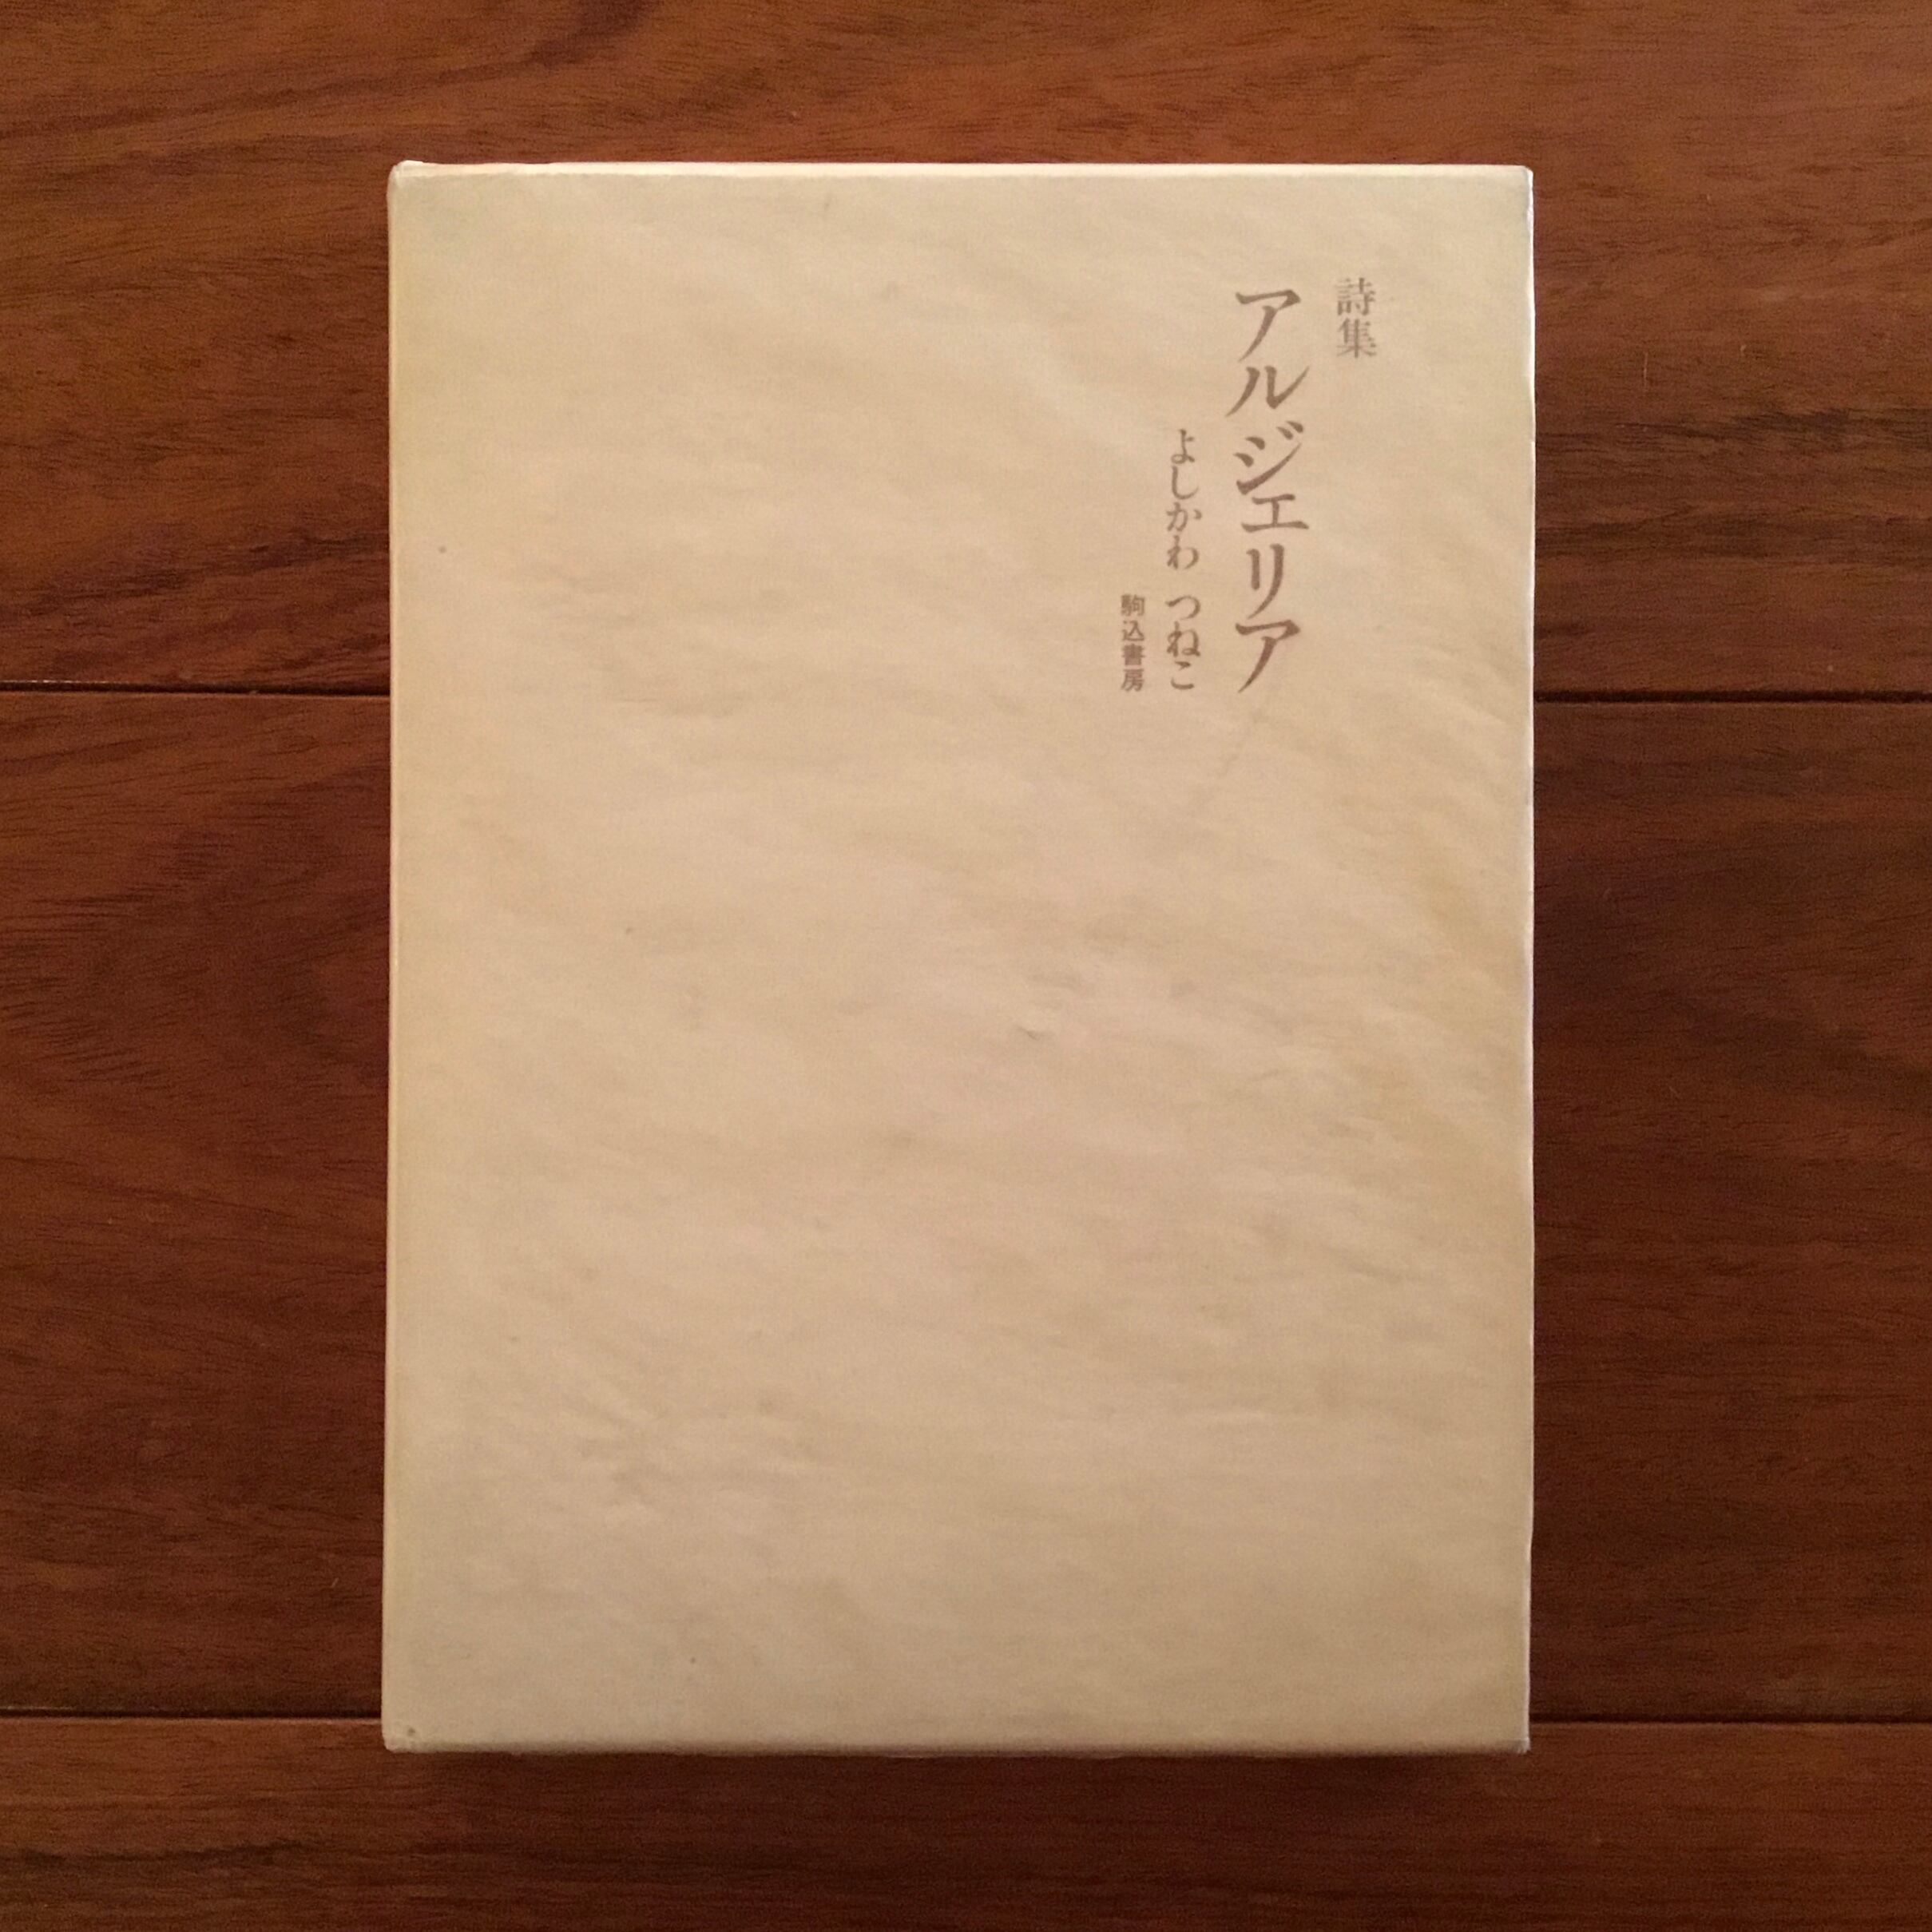 詩集
アルジェリア
よしかわ つねこ
駒込書房